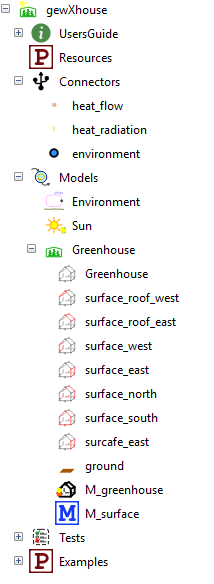 gewXhouse
UsersGuide
P Resources
Connectors
heat_flow
heat_radiation
environment
Models
Environment
Sun
Greenhouse
Greenhouse
surface_roof_west
surface_roof_east
surface_west
surface_east
surface_north
surface_south
surcafe_east
ground
M_greenhouse
M M_surface
Tests
P Examples